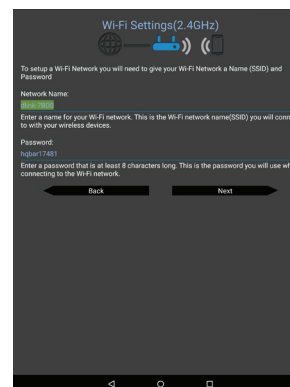 Wi-Fi Settings(2.4GHz)
To setup a Wi-Fi Network you will need to give your Wi-Fi Network a Name (SSID) and
Password
Network Name:
dlink-7B00
Enter a name for your Wi-Fi network. This is the Wi-Fi network name(SSID) you will conn
to with your wireless devices.
Password:
hqbar17481
Enter a password that is at least 8 characters long. This is the password you will use wh
connecting to the Wi-Fi network.
Back Next